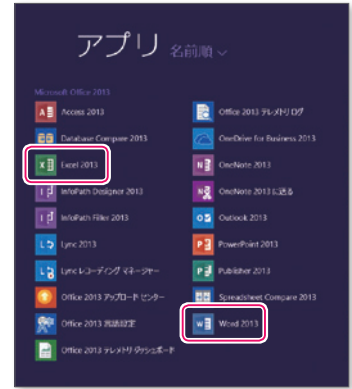 アプリ 名前順
Microsoft Office 2013
Access 2013
Database Compare 2013
Excel 2013
InfoPath Designer 2013
InfoPath Filler 2013
Lync 2013
Lync レコーディング マネージャー
Office 2013 アップロード センター
Office 2013 言語設定
Office 2013 テレメトリ ダッシュボード
Office 2013 テレメトリ ログ
OneDrive for Business 2013
OneNote 2013
OneNote 2013 に送る
Outlook 2013
PowerPoint 2013
Publisher 2013
Spreadsheet Compare 2013
Word 2013